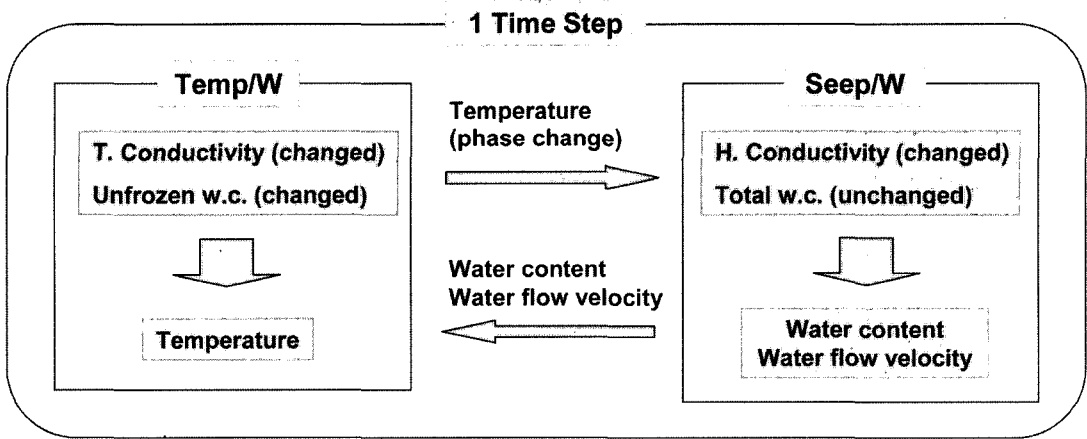 1 Time Step
Temp/W
T. Conductivity (changed)
Unfrozen w.c. (changed)
Temperature
Temperature
(phase change)
Water content
Water flow velocity
Seep/W
H. Conductivity (changed)
Total w.c. (unchanged)
Water content
Water flow velocity